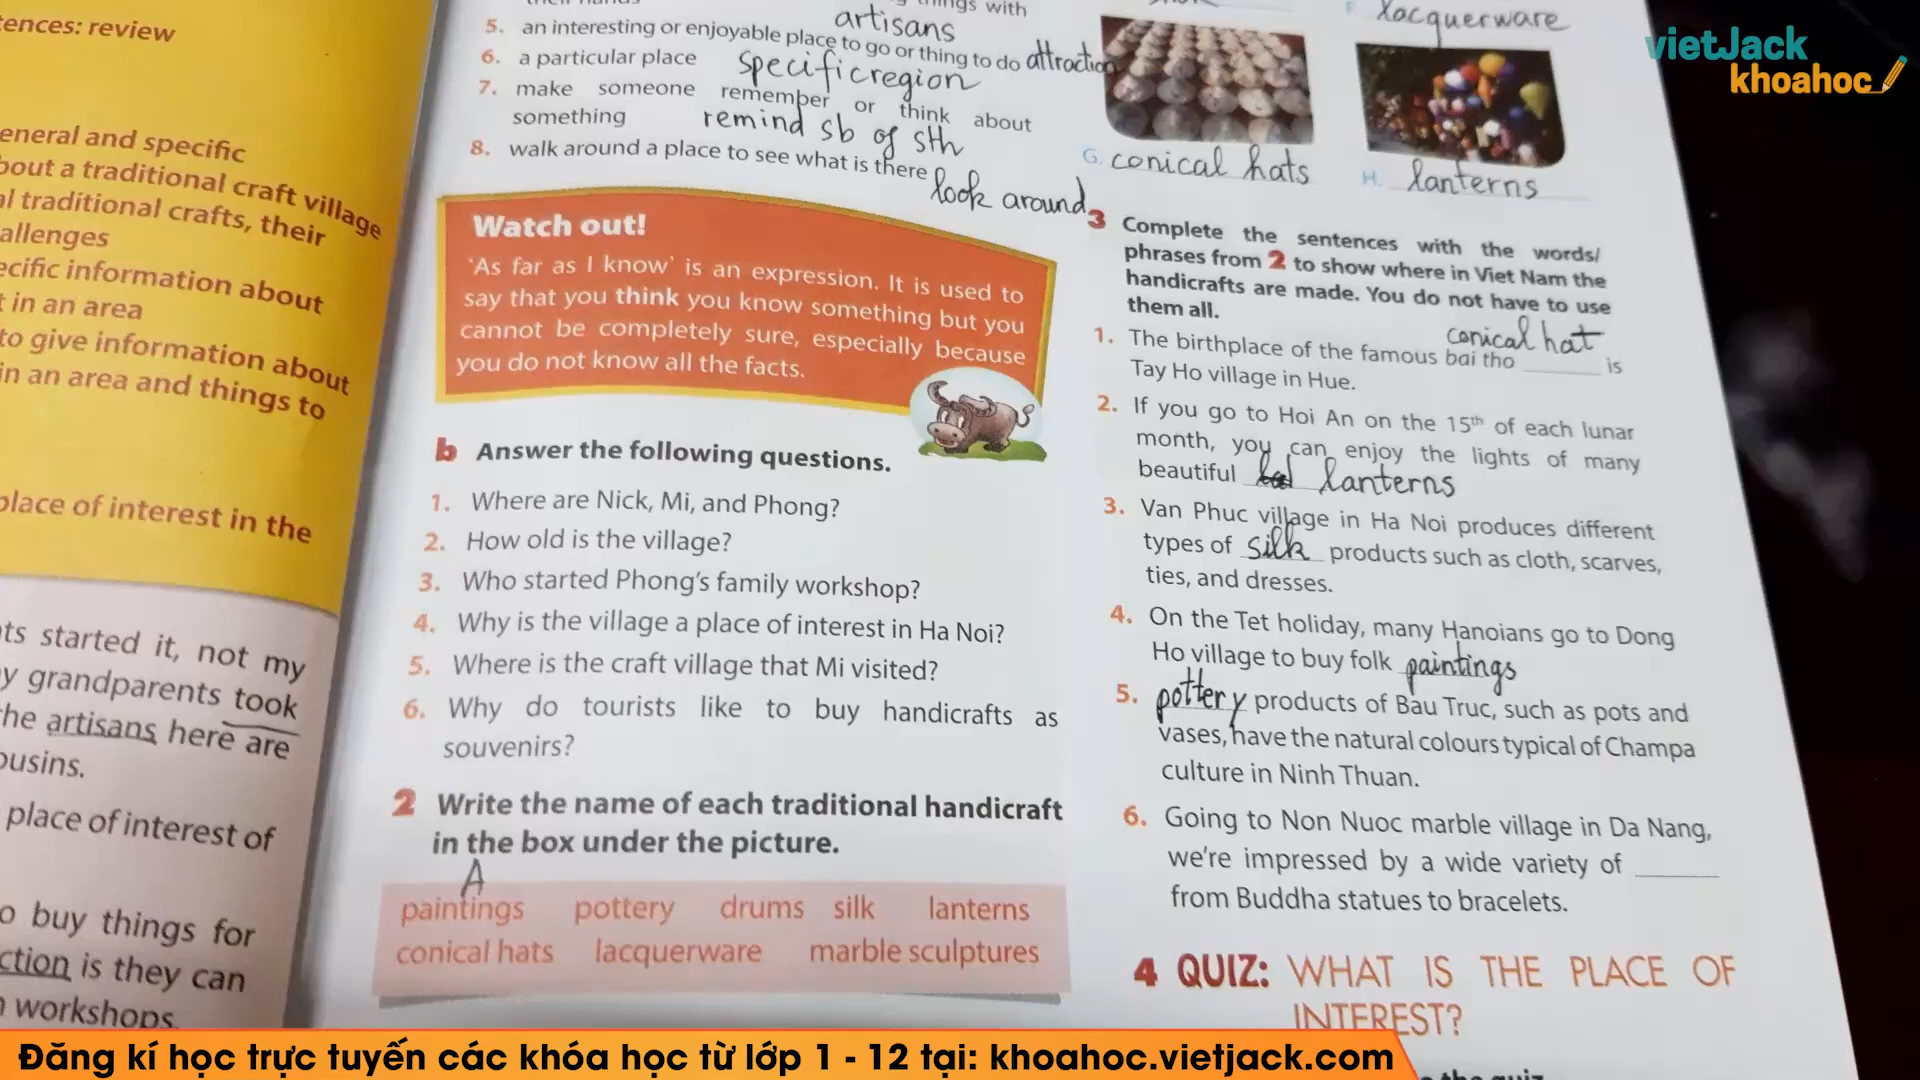 ences: review
eneral and specific
bout a traditional craft village
al traditional crafts, their
allenges
ecific information about
t in an area
to give information about
in an area and things to
place of interest in the
ts started it, not my
y grandparents took
he artisans here are
ousins.
place of interest of
o buy things for
ction is they can
workshops.
things with
artisans
5. an interesting or enjoyable place to go or thing to do attraction
6. a particular place specific region
7. make someone remember or think about
something remind sb of sth
8. walk around a place to see what is there look around
Watch out!
'As far as I know' is an expression. It is used to
say that you think you know something but you
cannot be completely sure, especially because
you do not know all the facts.
b Answer the following questions.
1. Where are Nick, Mi, and Phong?
2. How old is the village?
3. Who started Phong's family workshop?
4. Why is the village a place of interest in Ha Noi?
5. Where is the craft village that Mi visited?
6. Why do tourists like to buy handicrafts as
souvenirs?
2 Write the name of each traditional handicraft
in the box under the picture.
A
paintings pottery drums silk lanterns
conical hats lacquerware marble sculptures
F. lacquerware
G. conical hats
H. lanterns
3 Complete the sentences with the words/
phrases from 2 to show where in Viet Nam the
handicrafts are made. You do not have to use
them all.
conical hat
1. The birthplace of the famous bai tho ______ is
Tay Ho village in Hue.
2. If you go to Hoi An on the 15th of each lunar
month, you can enjoy the lights of many
beautiful lanterns
3. Van Phuc village in Ha Noi produces different
types of silk products such as cloth, scarves,
ties, and dresses.
4. On the Tet holiday, many Hanoians go to Dong
Ho village to buy folk paintings
5. pottery products of Bau Truc, such as pots and
vases, have the natural colours typical of Champa
culture in Ninh Thuan.
6. Going to Non Nuoc marble village in Da Nang,
we're impressed by a wide variety of ______
from Buddha statues to bracelets.
4 QUIZ: WHAT IS THE PLACE OF
INTEREST?
the quiz
vietJack
khoahoc
Đăng kí học trực tuyến các khóa học từ lớp 1 - 12 tại: khoahoc.vietjack.com